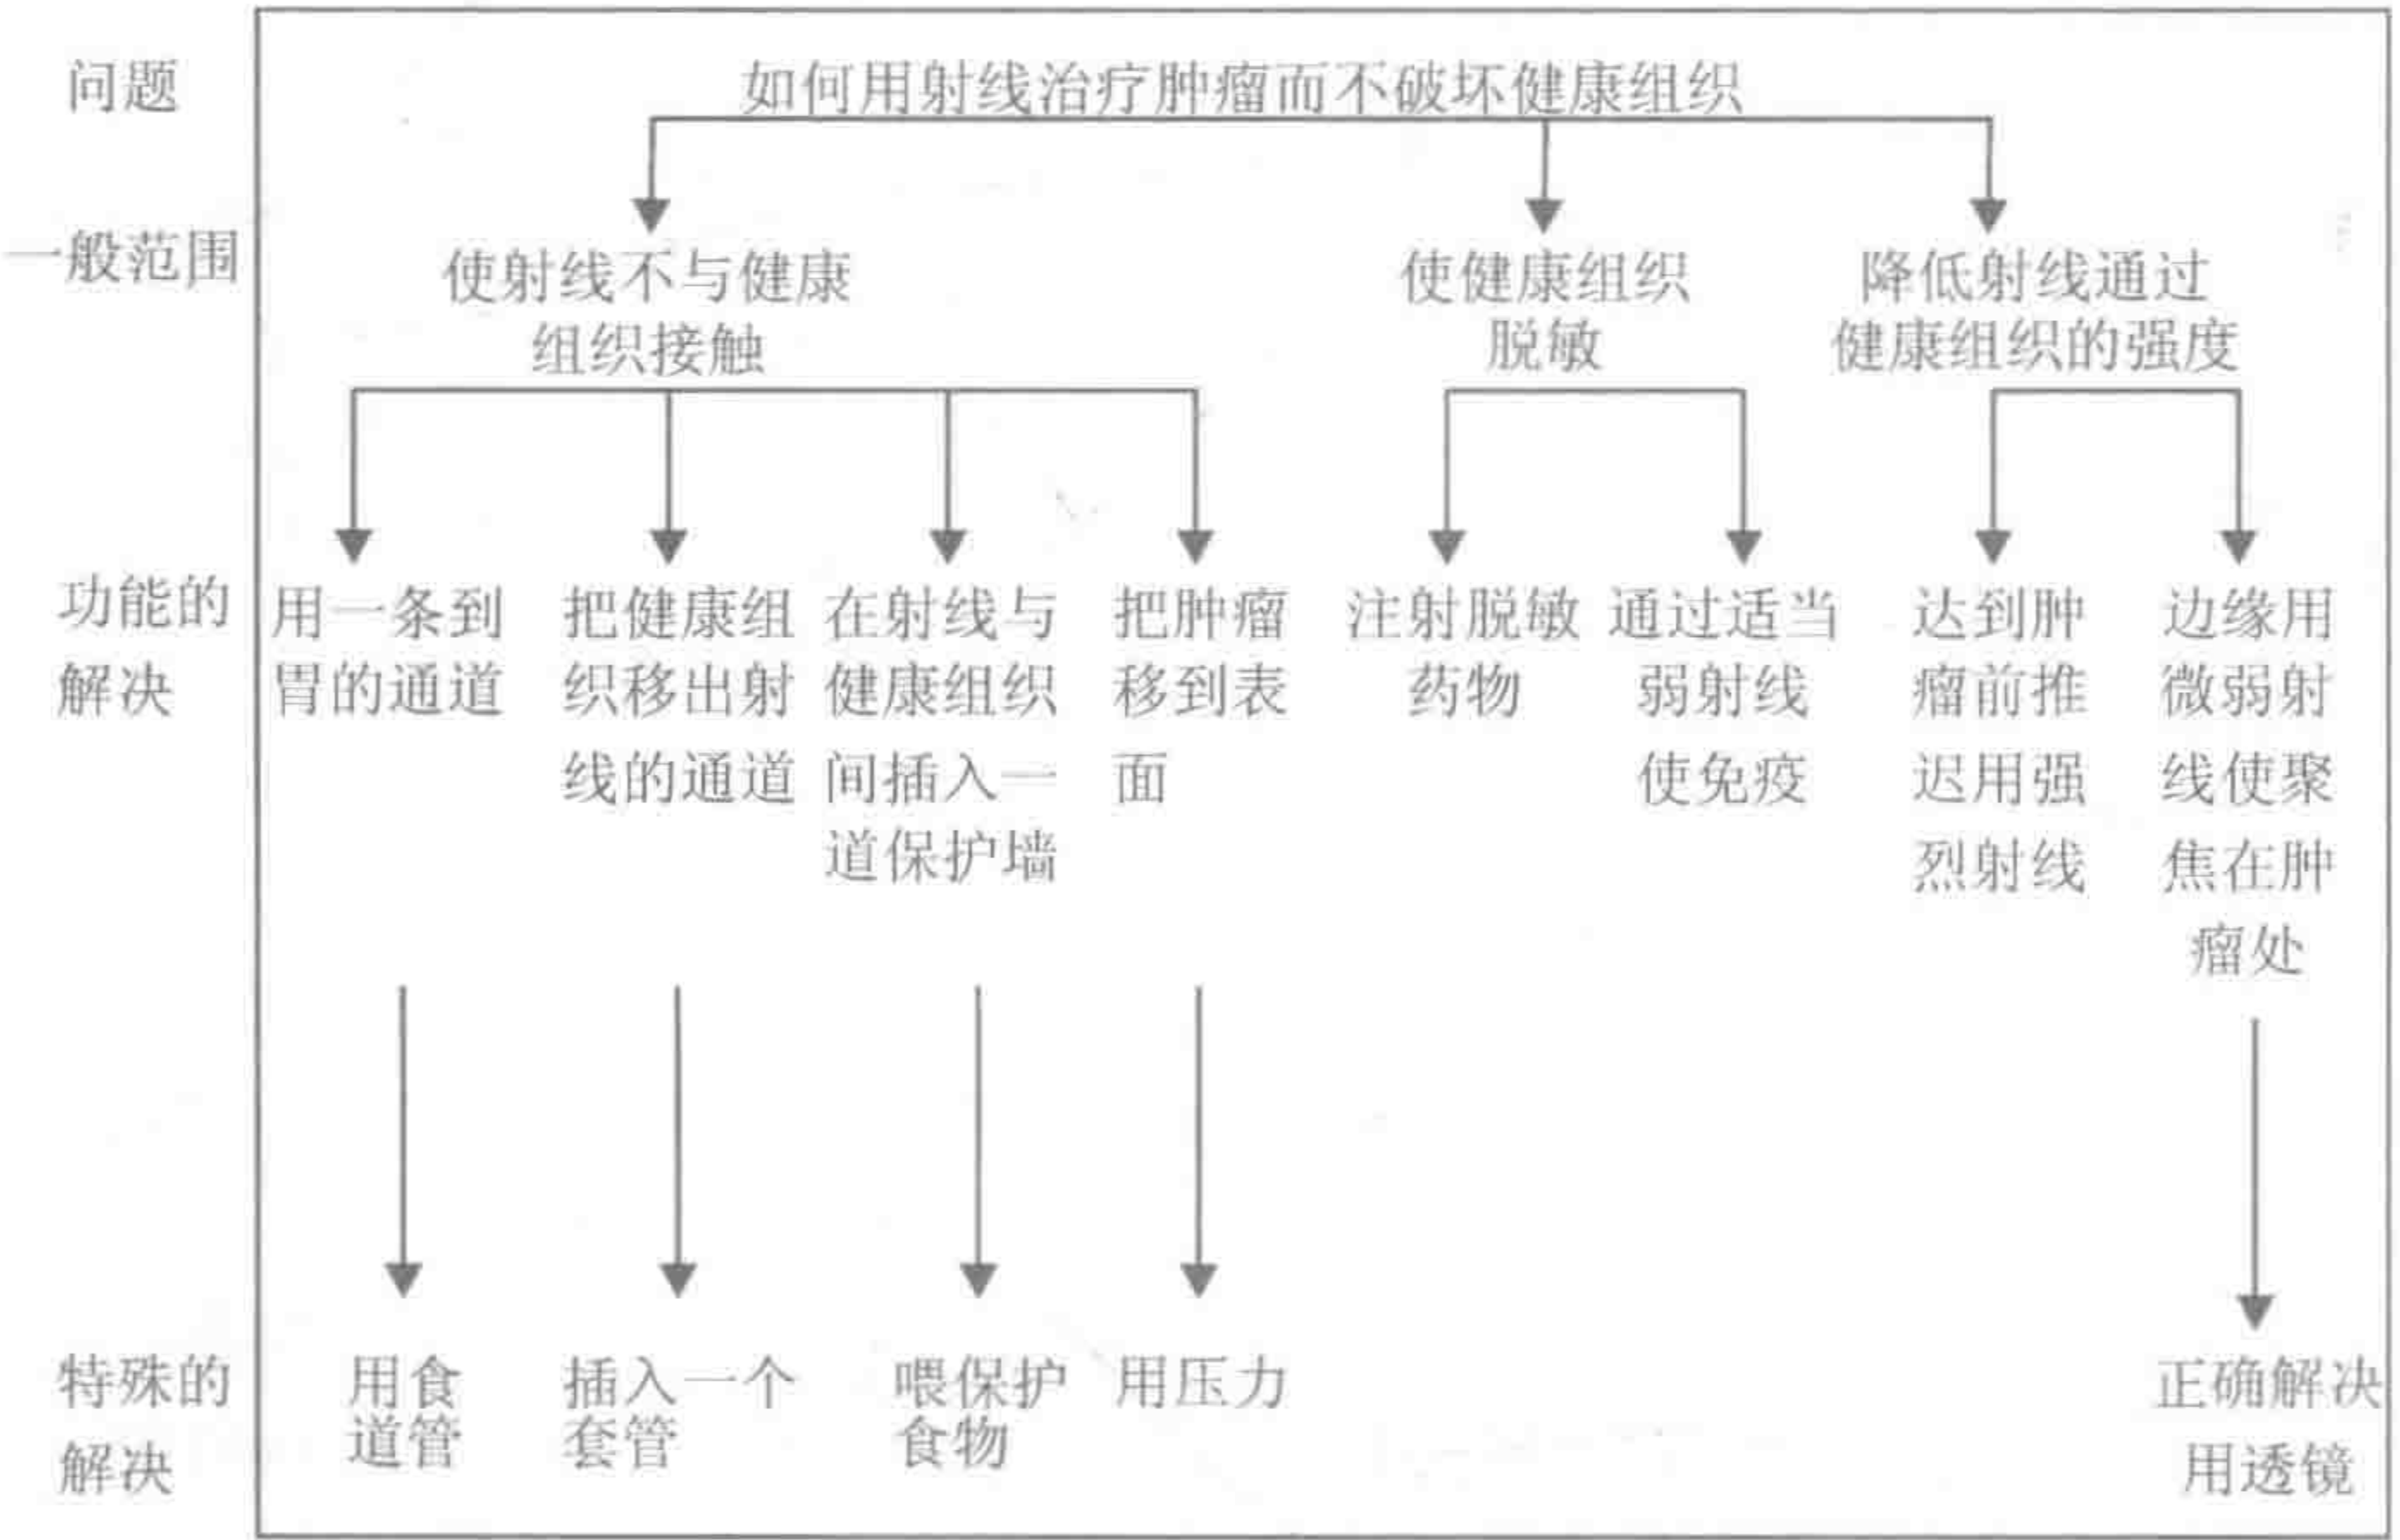 问题
如何用射线治疗肿瘤而不破坏健康组织
一般范围
使射线不与健康
组织接触
使健康组织
脱敏
降低射线通过
健康组织的强度
功能的
解决
用一条到
胃的通道
把健康组
织移出射
线的通道
在射线与
健康组织
间插入一
道保护墙
把肿瘤
移到表
面
注射脱敏
药物
通过适当
弱射线
使免疫
达到肿
瘤前推
迟用强
烈射线
边缘用
微弱射
线使聚
焦在肿
瘤处
特殊的
解决
用食
道管
插入一个
套管
喂保护
食物
用压力
正确解决
用透镜